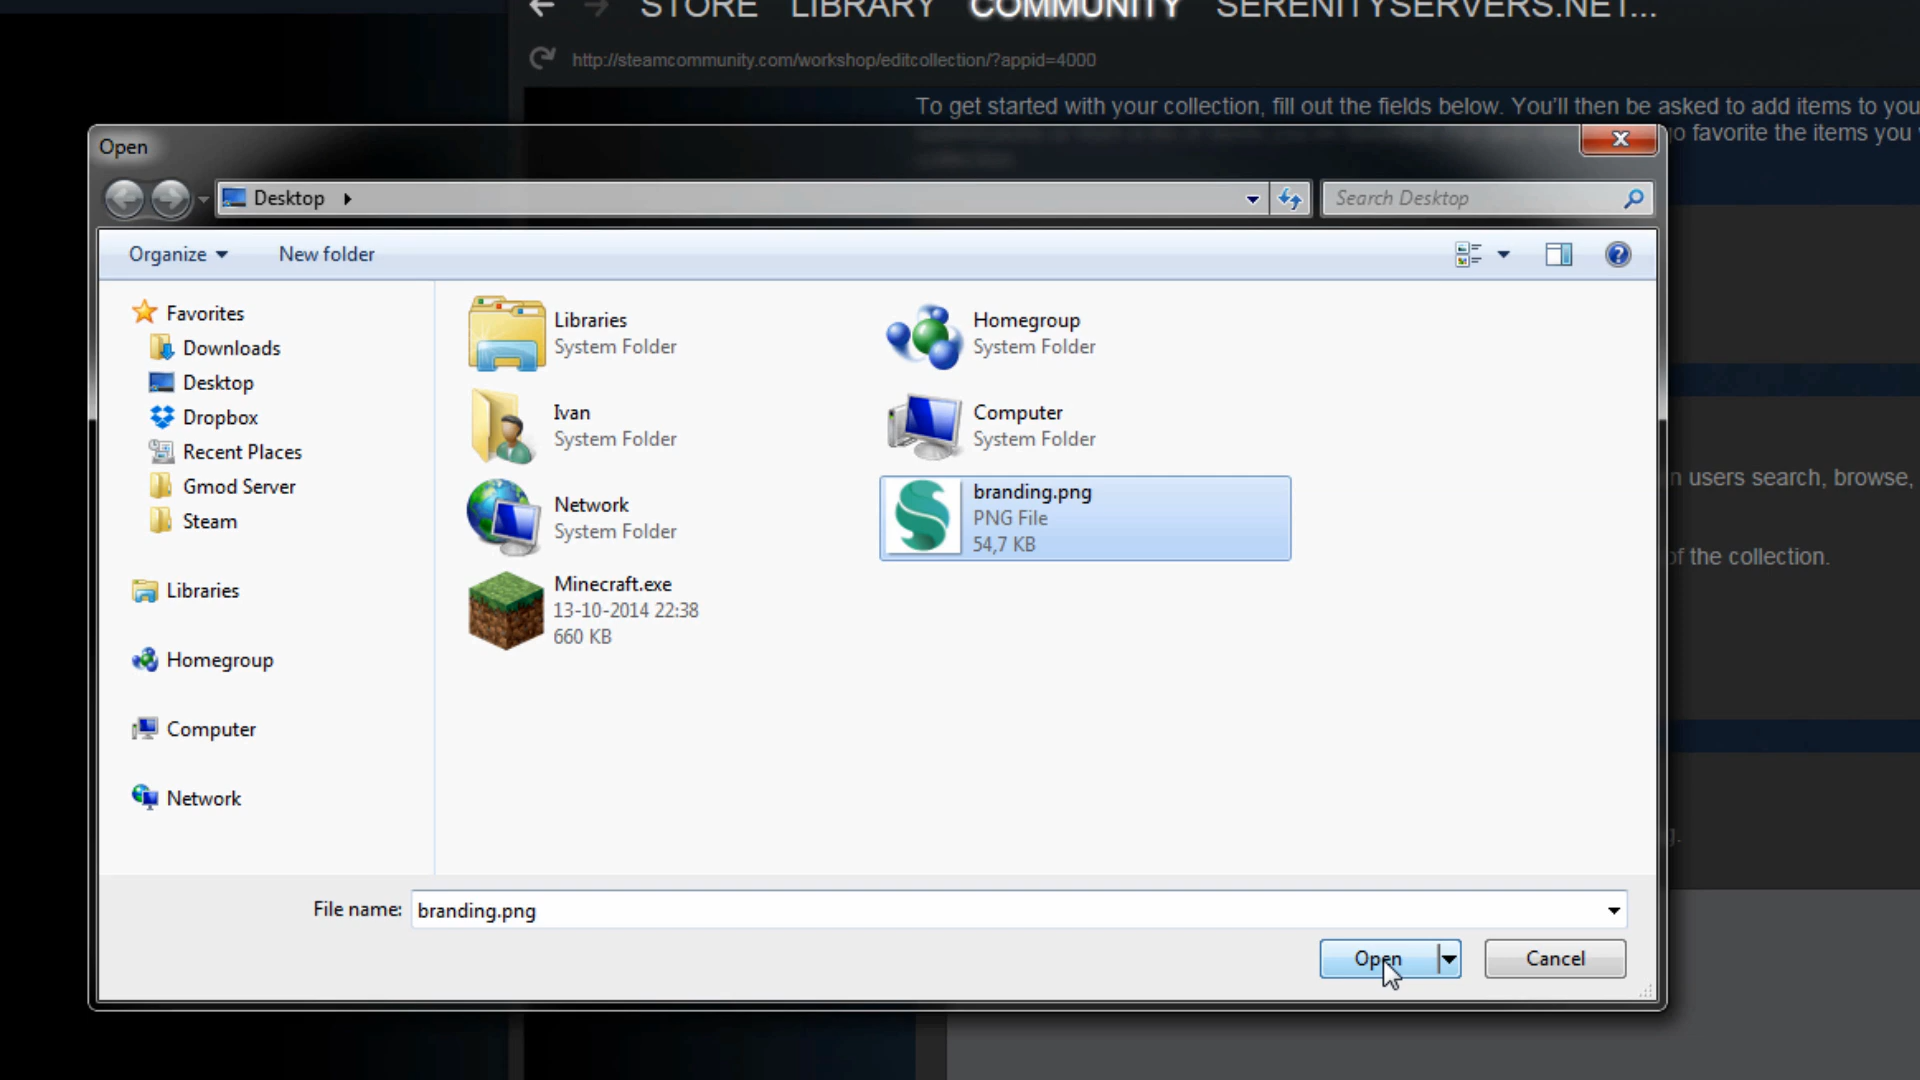 STORE LIBRARY COMMUNITY SERENITYSERVERS.NET...
http://steamcommunity.com/workshop/editcollection/?appid=4000
To get started with your collection, fill out the fields below. You'll then be asked to add items to you
go favorite the items you
Open
Desktop
Search Desktop
Organize
New folder
Favorites
Downloads
Desktop
Dropbox
Recent Places
Gmod Server
Steam
Libraries
Homegroup
Computer
Network
Libraries
System Folder
Homegroup
System Folder
Ivan
System Folder
Computer
System Folder
Network
System Folder
branding.png
PNG File
54,7 KB
Minecraft.exe
13-10-2014 22:38
660 KB
n users search, browse,
of the collection.
File name:
branding.png
Open
Cancel